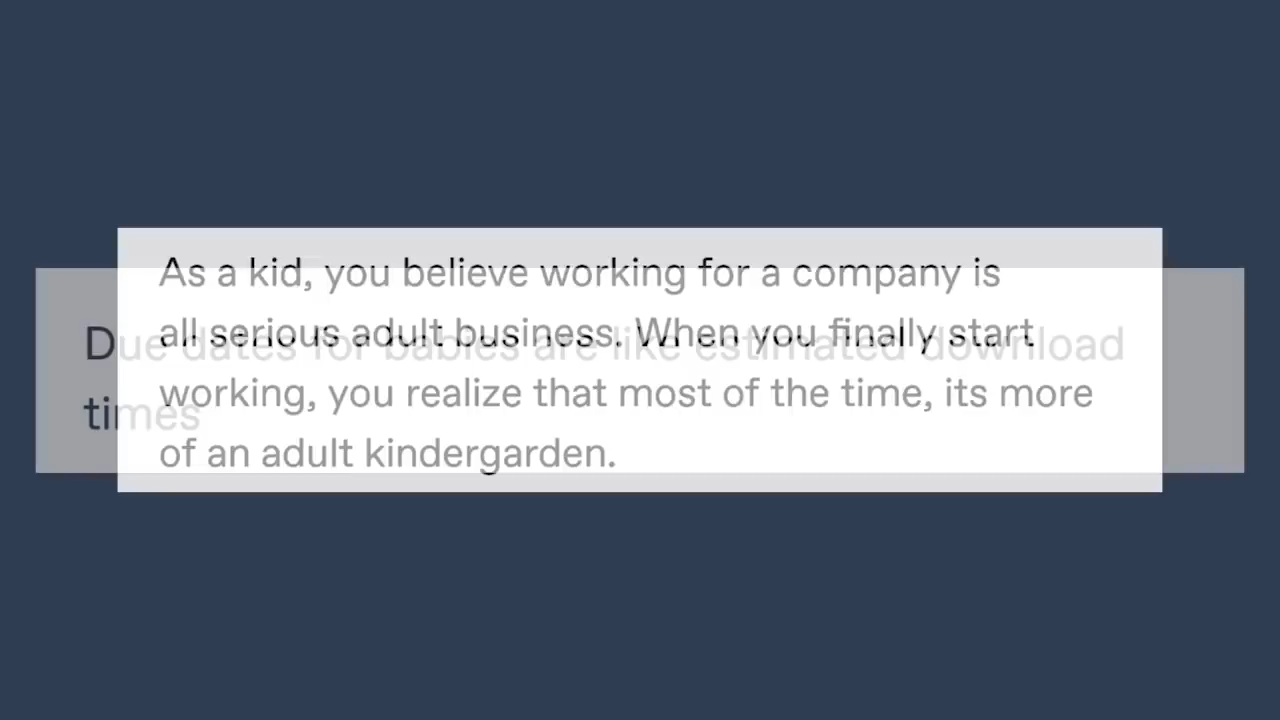 As a kid, you believe working for a company is
all serious adult business. When you finally start
working, you realize that most of the time, its more
of an adult kindergarden.
Due dates for babies are like estimated download
times